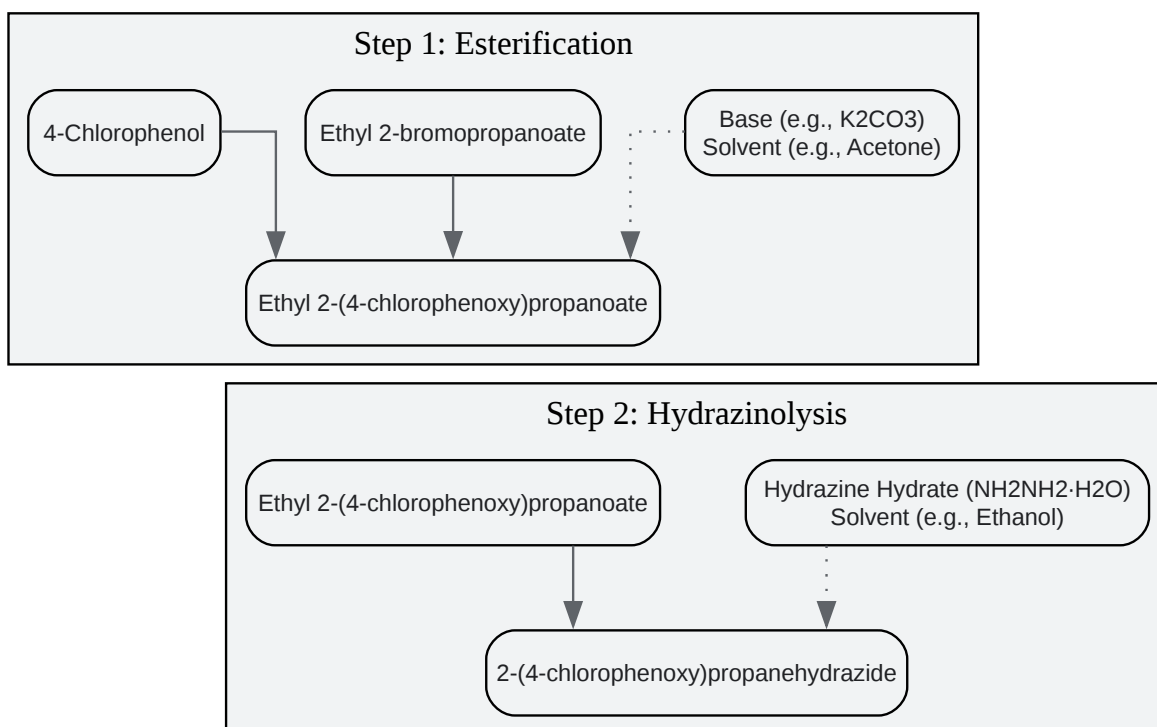 Step 1: Esterification
4-Chlorophenol
Ethyl 2-bromopropanoate
Base (e.g., K2CO3)
Solvent (e.g., Acetone)
Ethyl 2-(4-chlorophenoxy)propanoate
Step 2: Hydrazinolysis
Ethyl 2-(4-chlorophenoxy)propanoate
Hydrazine Hydrate (NH2NH2·H2O)
Solvent (e.g., Ethanol)
2-(4-chlorophenoxy)propanehydrazide